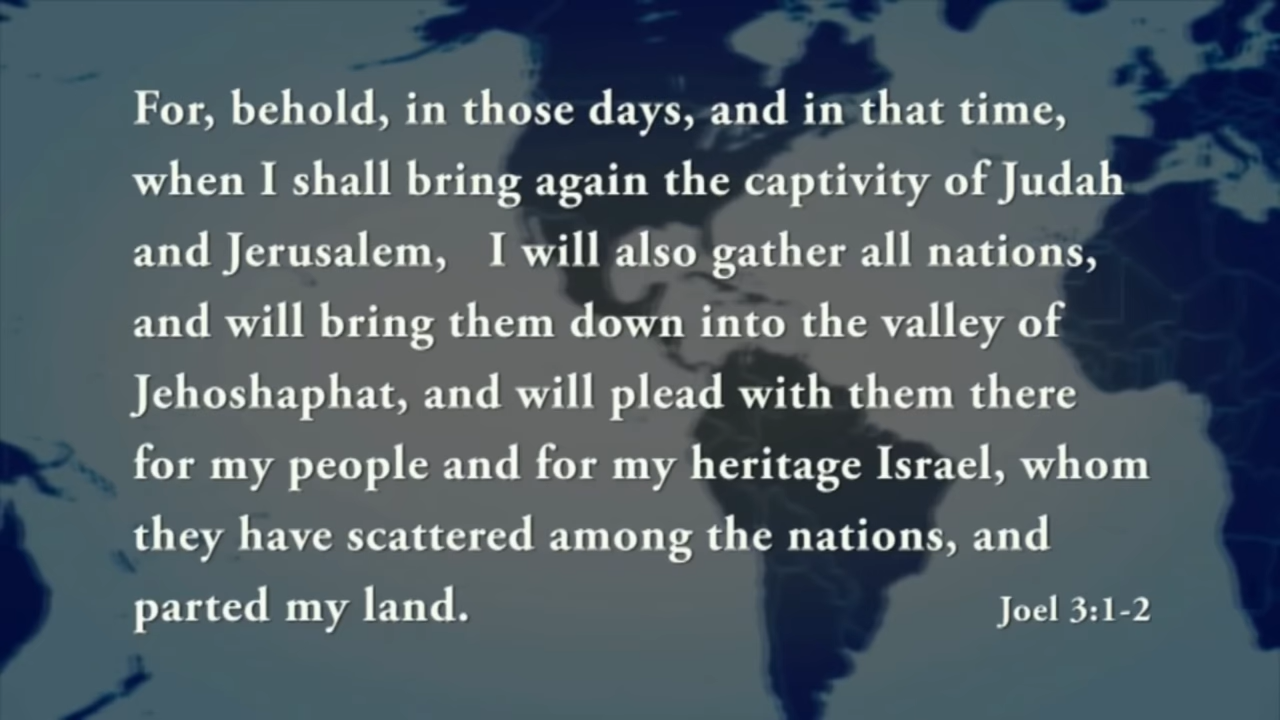 For, behold, in those days, and in that time,
when I shall bring again the captivity of Judah
and Jerusalem,   I will also gather all nations,
and will bring them down into the valley of
Jehoshaphat, and will plead with them there
for my people and for my heritage Israel, whom
they have scattered among the nations, and
parted my land.
Joel 3:1-2